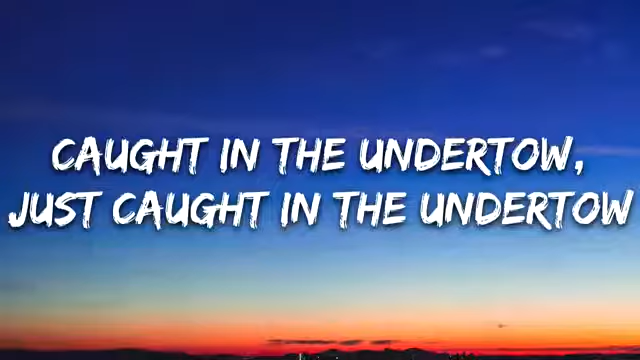 CAUGHT IN THE UNDERTOW,
JUST CAUGHT IN THE UNDERTOW